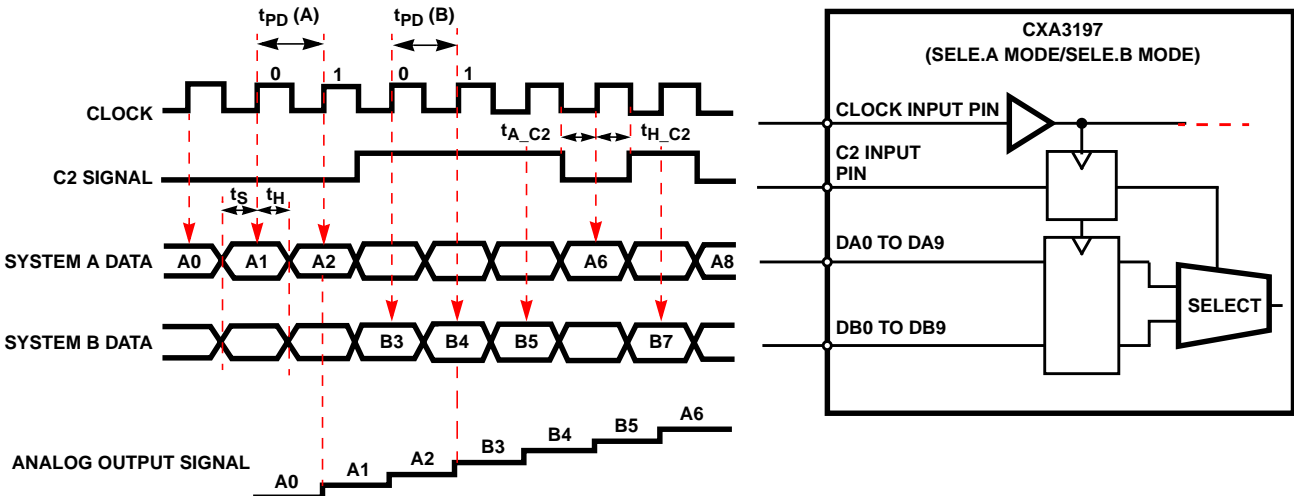 tPD (A)
tPD (B)
0
1
0
1
CLOCK
tA_C2
tH_C2
C2 SIGNAL
tS
tH
SYSTEM A DATA
A0
A1
A2
A6
A8
SYSTEM B DATA
B3
B4
B5
B7
ANALOG OUTPUT SIGNAL
A0
A1
A2
B3
B4
B5
A6
CXA3197
(SELE.A MODE/SELE.B MODE)
CLOCK INPUT PIN
C2 INPUT
PIN
DA0 TO DA9
DB0 TO DB9
SELECT